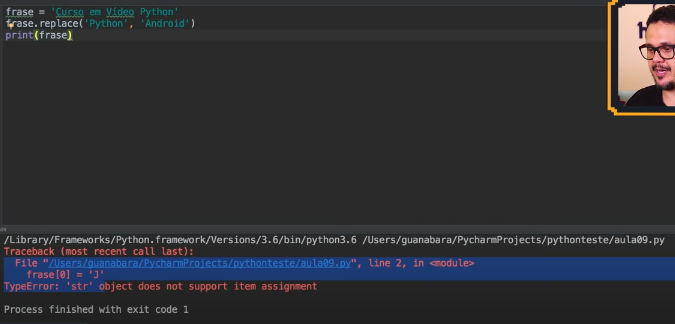 frase = 'Curso em Vídeo Python'
frase.replace('Python', 'Android')
print(frase)
/Library/Frameworks/Python.framework/Versions/3.6/bin/python3.6 /Users/guanabara/PycharmProjects/pythonteste/aula09.py
Traceback (most recent call last):
  File "/Users/guanabara/PycharmProjects/pythonteste/aula09.py", line 2, in <module>
    frase[0] = 'J'
TypeError: 'str' object does not support item assignment
Process finished with exit code 1